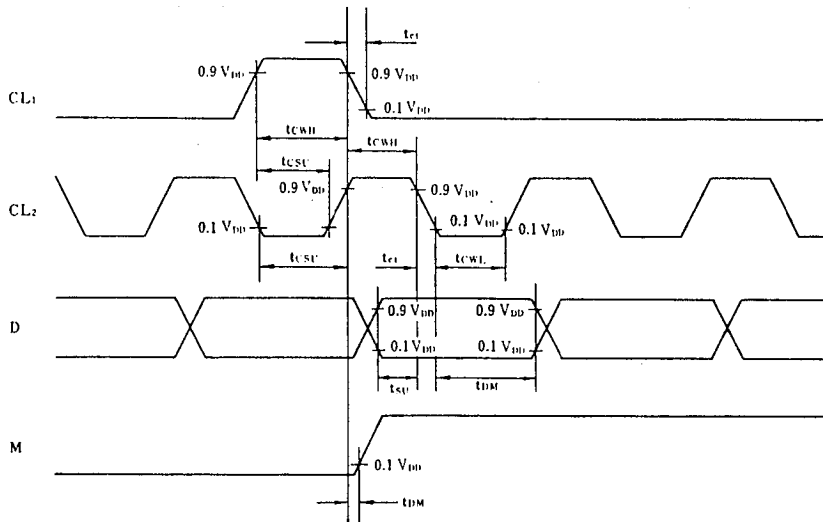 tct
0.9 VDD
0.9 VDD
CL1
0.1 VDD
tCWH
tCWH
tCSU
0.9 VDD
0.9 VDD
CL2
0.1 VDD
0.1 VDD
0.1 VDD
tCSU
tct
tCWL
0.9 VDD
0.9 VDD
D
0.1 VDD
0.1 VDD
tSU
tDM
M
0.1 VDD
tDM